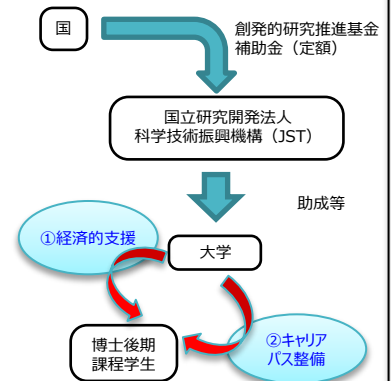 国
創発的研究推進基金
補助金（定額）
国立研究開発法人
科学技術振興機構（JST）
助成等
①経済的支援
大学
博士後期
課程学生
②キャリア
パス整備